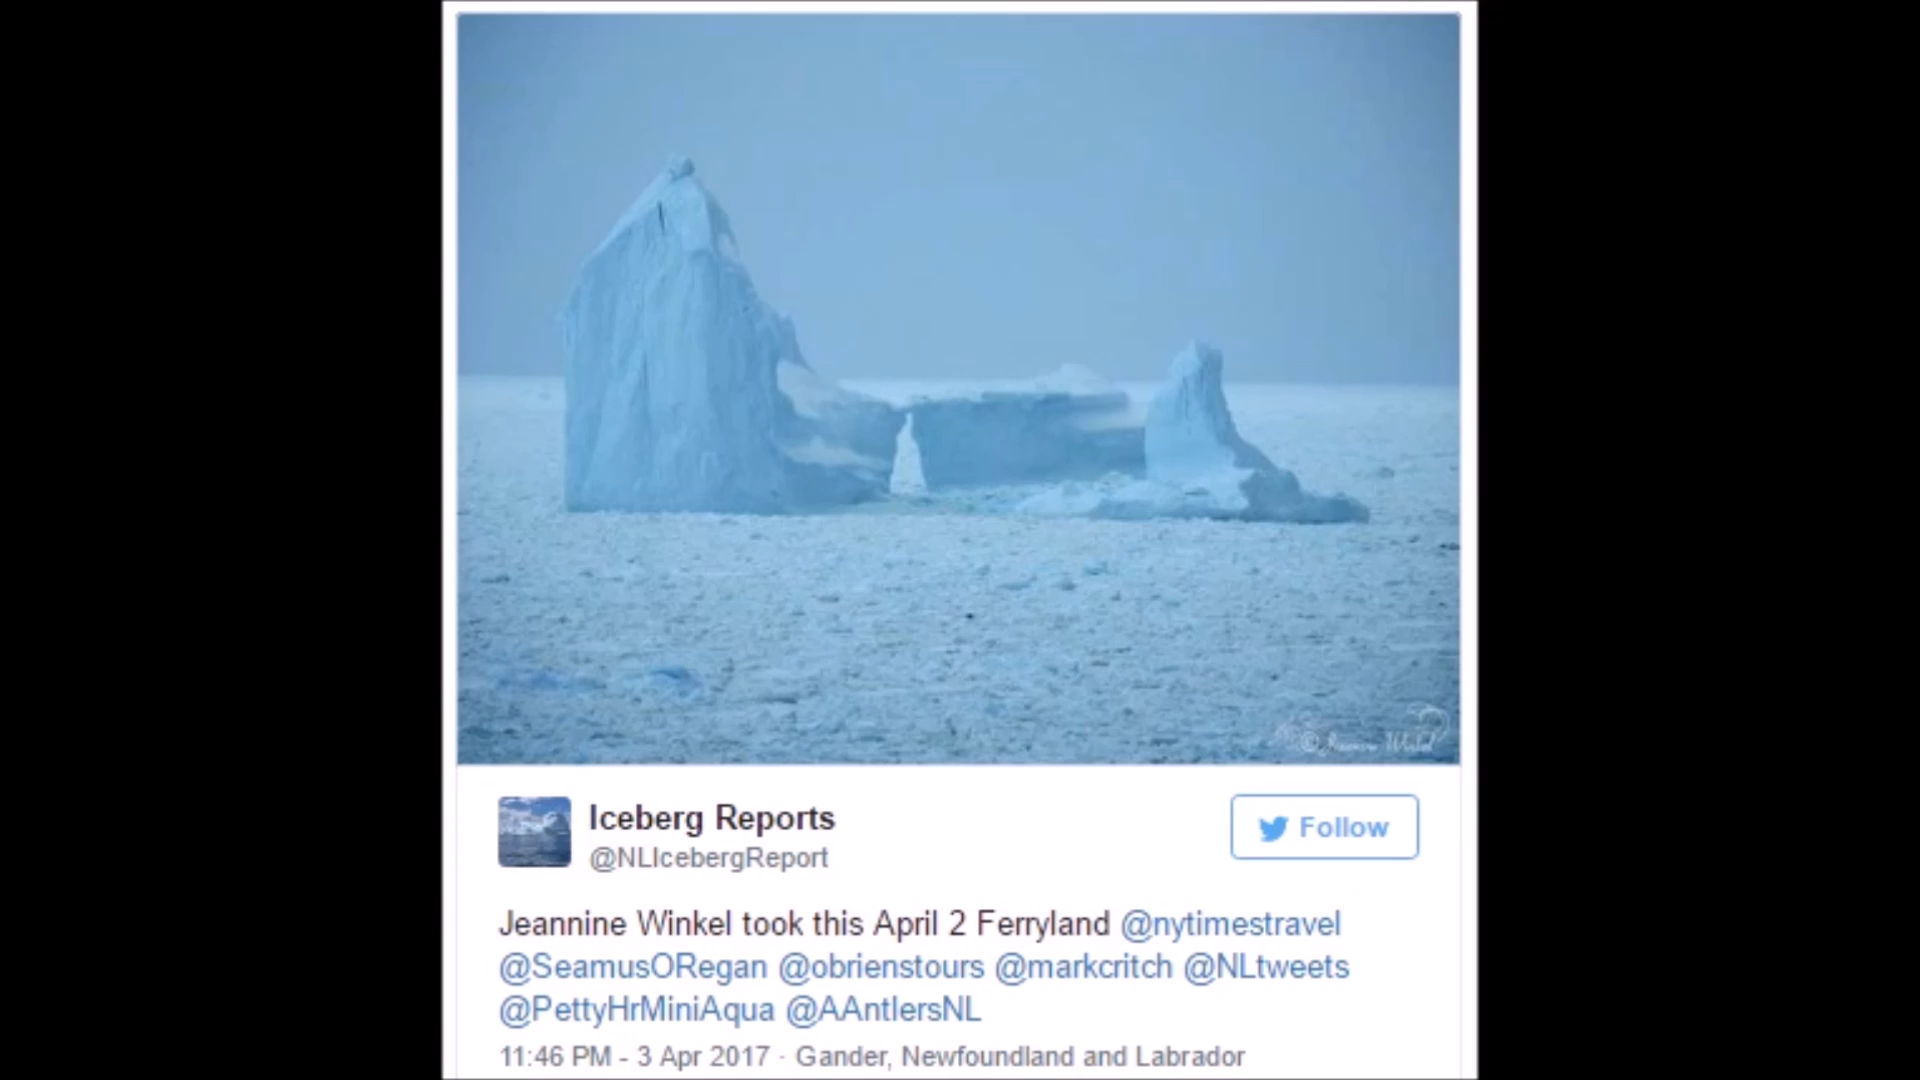 Iceberg Reports
@NLIcebergReport
Follow
Jeannine Winkel took this April 2 Ferryland @nytimestravel
@SeamusORegan @obrienstours @markcritch @NLtweets
@PettyHrMiniAqua @AAntlersNL
11:46 PM - 3 Apr 2017 · Gander, Newfoundland and Labrador